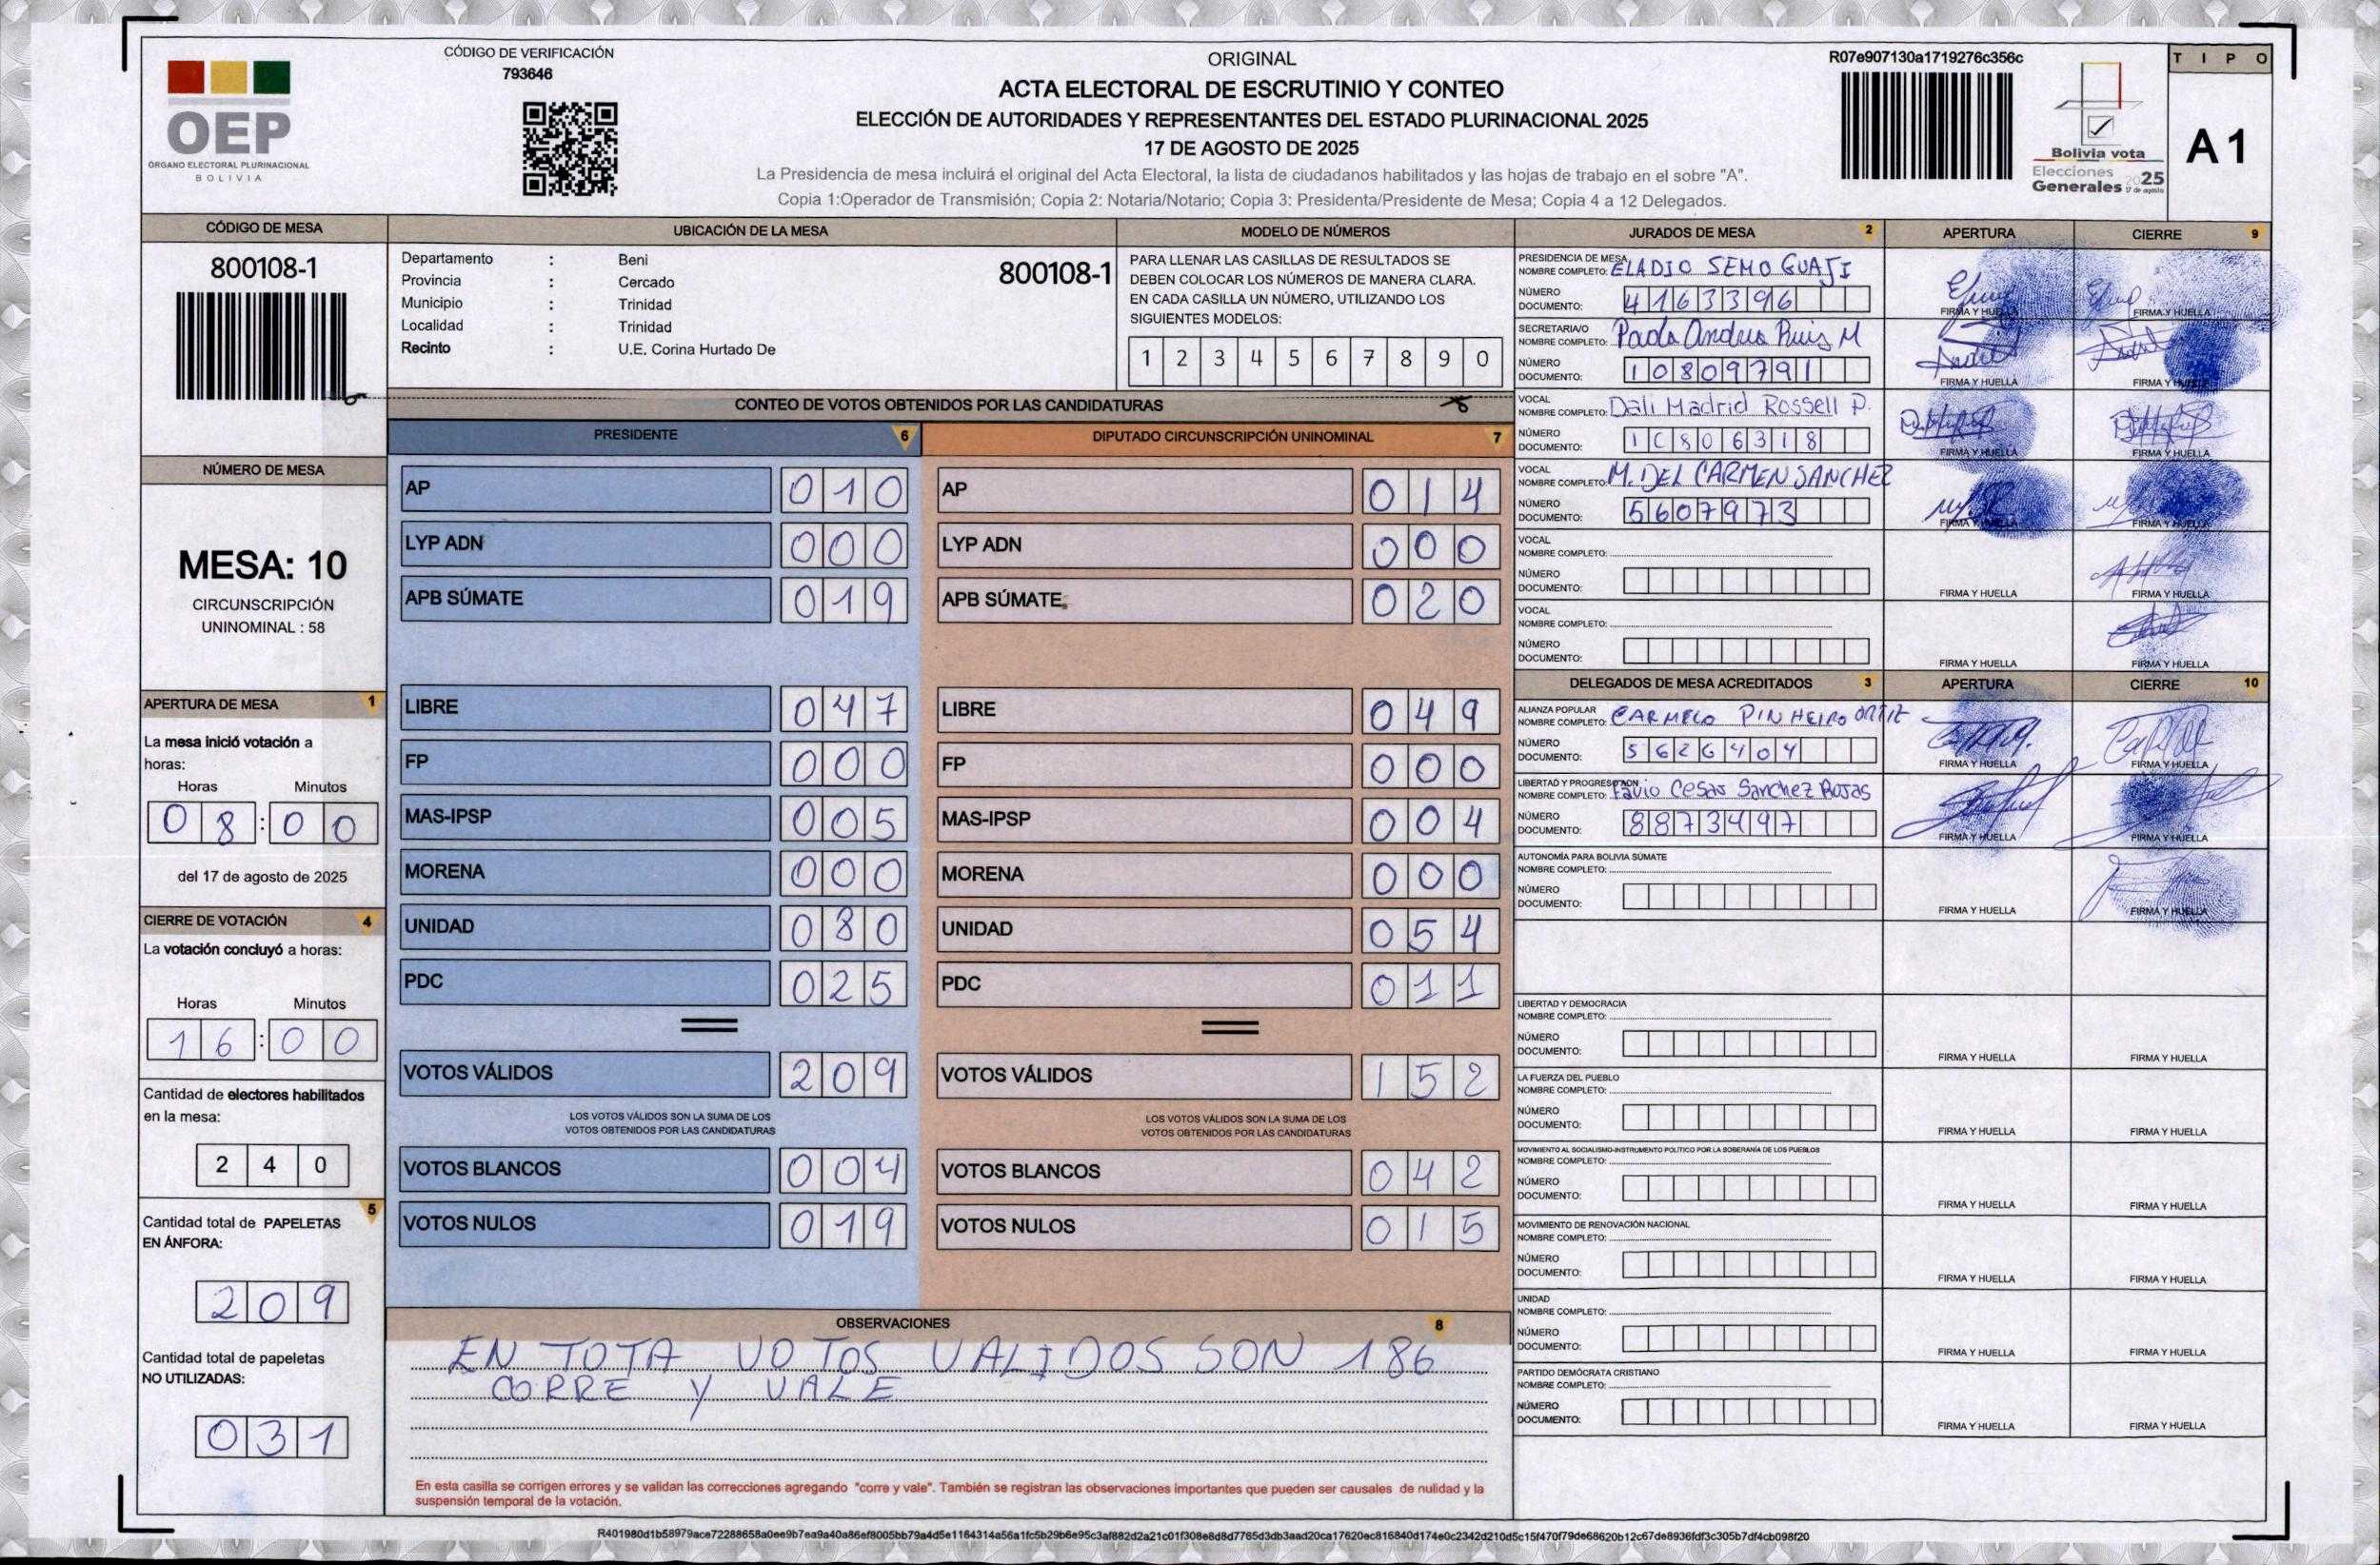 CÓDIGO DE VERIFICACIÓN
793646
OEP
ÓRGANO ELECTORAL PLURINACIONAL
BOLIVIA
ORIGINAL
ACTA ELECTORAL DE ESCRUTINIO Y CONTEO
ELECCIÓN DE AUTORIDADES Y REPRESENTANTES DEL ESTADO PLURINACIONAL 2025
17 DE AGOSTO DE 2025
La Presidencia de mesa incluirá el original del Acta Electoral, la lista de ciudadanos habilitados y las hojas de trabajo en el sobre "A".
Copia 1:Operador de Transmisión; Copia 2: Notaria/Notario; Copia 3: Presidenta/Presidente de Mesa; Copia 4 a 12 Delegados.
R07e907130a1719276c356c
Bolivia vota
Elecciones
Generales 2025
17 de agosto
TIPO
A1
CÓDIGO DE MESA
800108-1
UBICACIÓN DE LA MESA
Departamento : Beni
Provincia : Cercado
Municipio : Trinidad
Localidad : Trinidad
Recinto : U.E. Corina Hurtado De
800108-1
MODELO DE NÚMEROS
PARA LLENAR LAS CASILLAS DE RESULTADOS SE
DEBEN COLOCAR LOS NÚMEROS DE MANERA CLARA.
EN CADA CASILLA UN NÚMERO, UTILIZANDO LOS
SIGUIENTES MODELOS:
1 2 3 4 5 6 7 8 9 0
NÚMERO DE MESA
MESA: 10
CIRCUNSCRIPCIÓN
UNINOMINAL : 58
APERTURA DE MESA 1
La mesa inició votación a
horas:
Horas Minutos
08:00
del 17 de agosto de 2025
CIERRE DE VOTACIÓN 4
La votación concluyó a horas:
Horas Minutos
16:00
Cantidad de electores habilitados
en la mesa:
240
5
Cantidad total de PAPELETAS
EN ÁNFORA:
209
Cantidad total de papeletas
NO UTILIZADAS:
031
CONTEO DE VOTOS OBTENIDOS POR LAS CANDIDATURAS
PRESIDENTE 6
AP 010
LYP ADN 000
APB SÚMATE 019
LIBRE 047
FP 000
MAS-IPSP 005
MORENA 000
UNIDAD 080
PDC 025
=
VOTOS VÁLIDOS 209
LOS VOTOS VÁLIDOS SON LA SUMA DE LOS
VOTOS OBTENIDOS POR LAS CANDIDATURAS
VOTOS BLANCOS 004
VOTOS NULOS 019
DIPUTADO CIRCUNSCRIPCIÓN UNINOMINAL 7
AP 014
LYP ADN 000
APB SÚMATE 020
LIBRE 049
FP 000
MAS-IPSP 004
MORENA 000
UNIDAD 054
PDC 011
=
VOTOS VÁLIDOS 152
LOS VOTOS VÁLIDOS SON LA SUMA DE LOS
VOTOS OBTENIDOS POR LAS CANDIDATURAS
VOTOS BLANCOS 042
VOTOS NULOS 015
OBSERVACIONES 8
EN TOTA VOTOS VALIDOS SON 186
CORRE Y VALE
En esta casilla se corrigen errores y se validan las correcciones agregando "corre y vale". También se registran las observaciones importantes que pueden ser causales de nulidad y la
suspensión temporal de la votación.
JURADOS DE MESA 2 APERTURA CIERRE 9
PRESIDENCIA DE MESA
NOMBRE COMPLETO: ELADIO SEMO GUAJI
NÚMERO
DOCUMENTO: 4163396
FIRMA Y HUELLA FIRMA Y HUELLA
SECRETARIA/O
NOMBRE COMPLETO: Paola Andrea Ruis M
NÚMERO
DOCUMENTO: 10809791
FIRMA Y HUELLA FIRMA Y HUELLA
VOCAL
NOMBRE COMPLETO: Dali Madrid Rossell P.
NÚMERO
DOCUMENTO: 10806318
FIRMA Y HUELLA FIRMA Y HUELLA
VOCAL
NOMBRE COMPLETO: M. DEL CARMEN SANCHEZ
NÚMERO
DOCUMENTO: 5607973
FIRMA Y HUELLA FIRMA Y HUELLA
VOCAL
NOMBRE COMPLETO:
NÚMERO
DOCUMENTO:
FIRMA Y HUELLA FIRMA Y HUELLA
VOCAL
NOMBRE COMPLETO:
NÚMERO
DOCUMENTO:
FIRMA Y HUELLA FIRMA Y HUELLA
DELEGADOS DE MESA ACREDITADOS 3 APERTURA CIERRE 10
ALIANZA POPULAR
NOMBRE COMPLETO: CARMELO PINHEIRO ORTIZ
NÚMERO
DOCUMENTO: 5626404
FIRMA Y HUELLA FIRMA Y HUELLA
LIBERTAD Y PROGRESO ADN
NOMBRE COMPLETO: Favio Cesar Sanchez Rojas
NÚMERO
DOCUMENTO: 8873497
FIRMA Y HUELLA FIRMA Y HUELLA
AUTONOMÍA PARA BOLIVIA SÚMATE
NOMBRE COMPLETO:
NÚMERO
DOCUMENTO:
FIRMA Y HUELLA FIRMA Y HUELLA
LIBERTAD Y DEMOCRACIA
NOMBRE COMPLETO:
NÚMERO
DOCUMENTO:
FIRMA Y HUELLA FIRMA Y HUELLA
LA FUERZA DEL PUEBLO
NOMBRE COMPLETO:
NÚMERO
DOCUMENTO:
FIRMA Y HUELLA FIRMA Y HUELLA
MOVIMIENTO AL SOCIALISMO-INSTRUMENTO POLÍTICO POR LA SOBERANÍA DE LOS PUEBLOS
NOMBRE COMPLETO:
NÚMERO
DOCUMENTO:
FIRMA Y HUELLA FIRMA Y HUELLA
MOVIMIENTO DE RENOVACIÓN NACIONAL
NOMBRE COMPLETO:
NÚMERO
DOCUMENTO:
FIRMA Y HUELLA FIRMA Y HUELLA
UNIDAD
NOMBRE COMPLETO:
NÚMERO
DOCUMENTO:
FIRMA Y HUELLA FIRMA Y HUELLA
PARTIDO DEMÓCRATA CRISTIANO
NOMBRE COMPLETO:
NÚMERO
DOCUMENTO:
FIRMA Y HUELLA FIRMA Y HUELLA